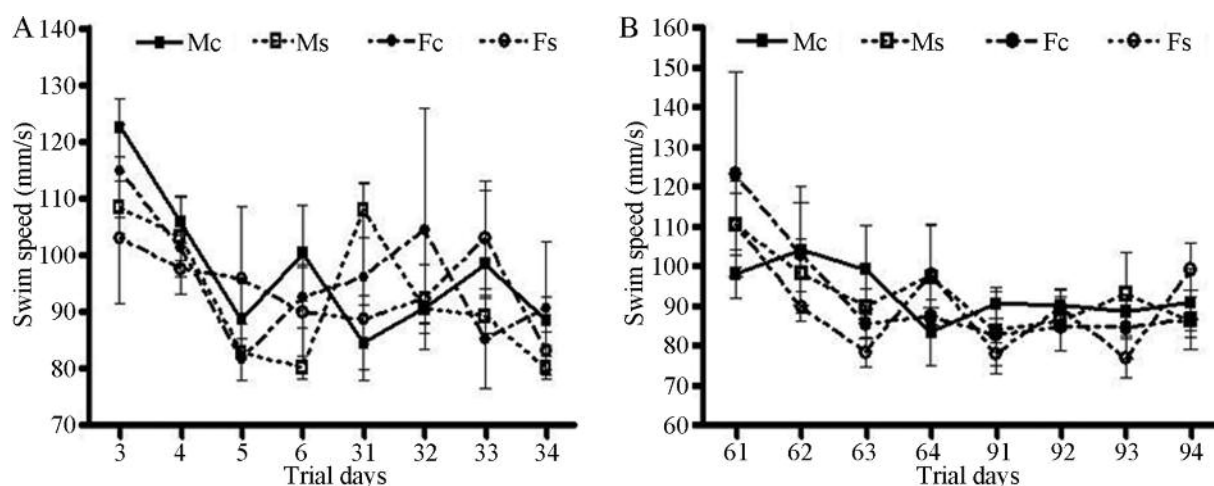 A
Mc Ms Fc Fs
Swim speed (mm/s)
140
130
120
110
100
90
80
70
3 4 5 6 31 32 33 34
Trial days
B
Mc Ms Fc Fs
Swim speed (mm/s)
160
150
140
130
120
110
100
90
80
70
60
61 62 63 64 91 92 93 94
Trial days